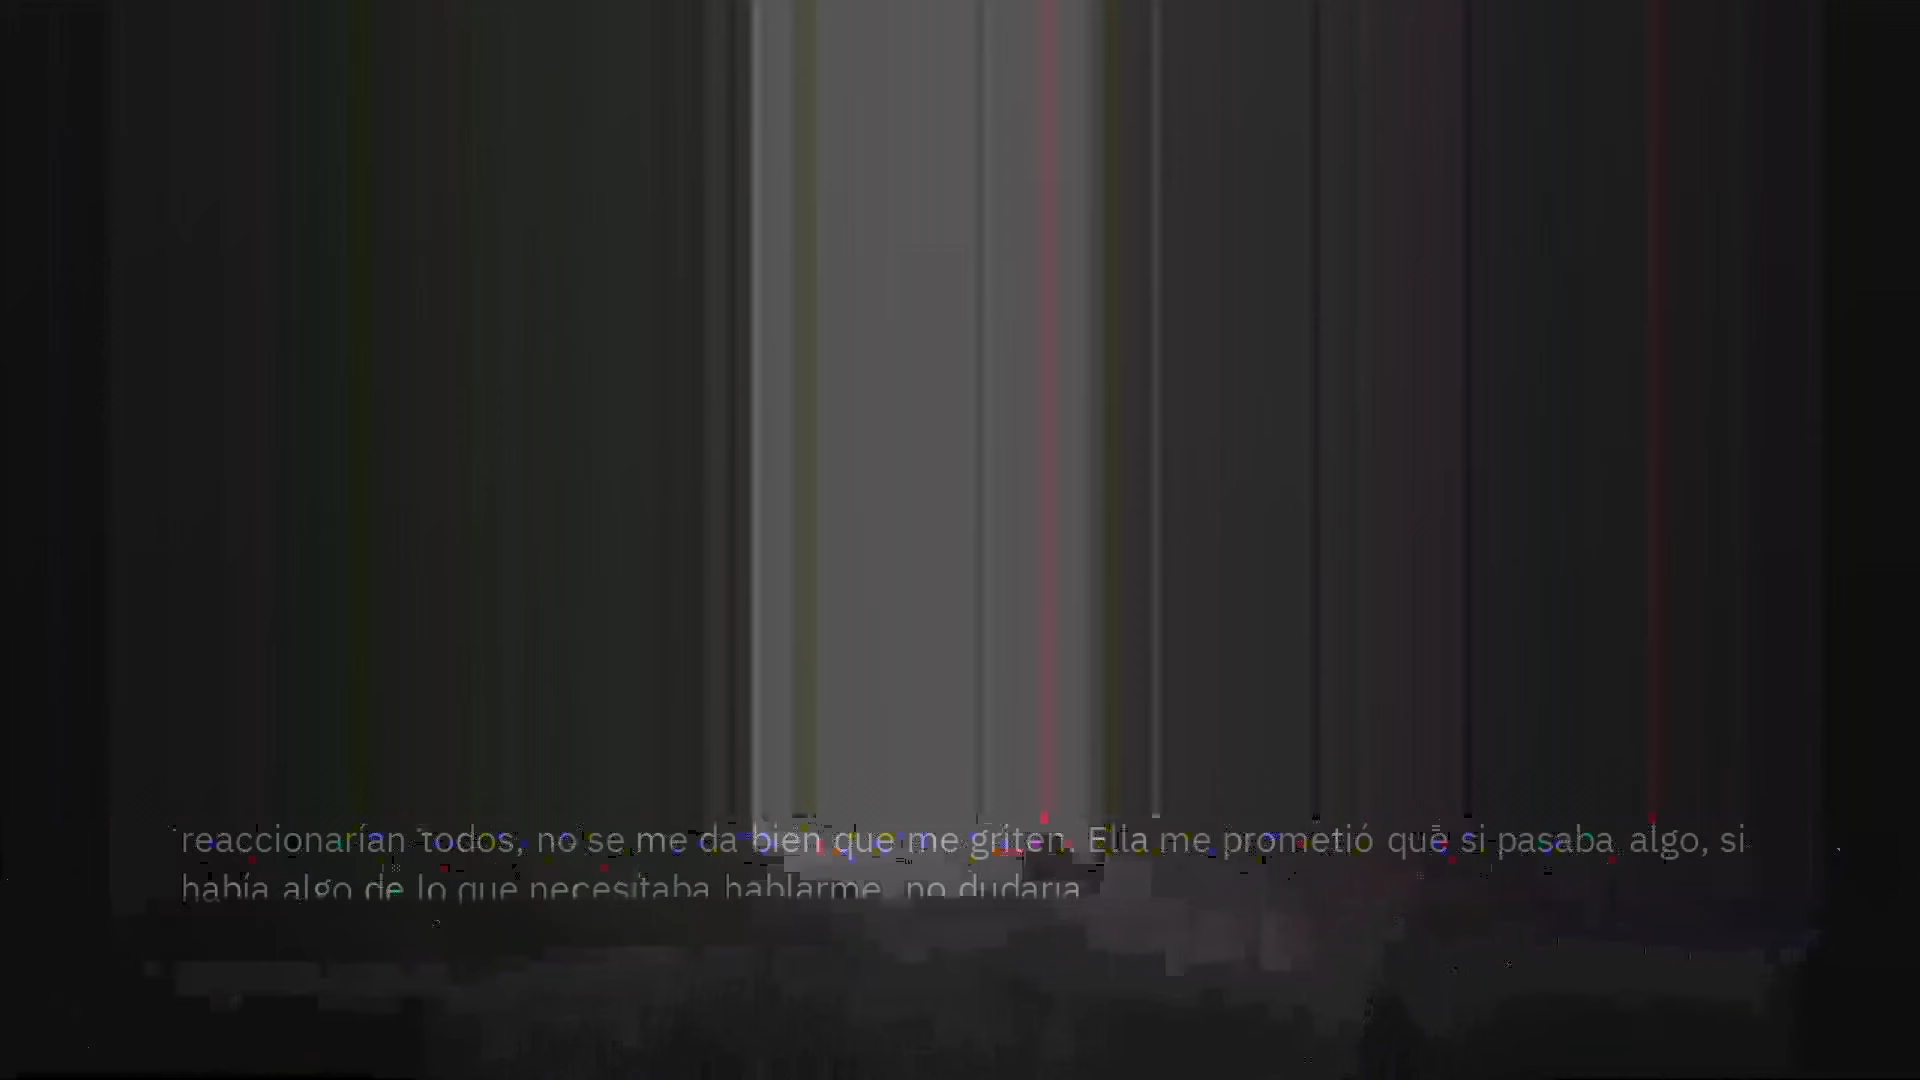 reaccionarían todos, no se me da bien que me griten. Ella me prometió que si pasaba algo, si
había algo de lo que necesitaba hablarme, no dudaría